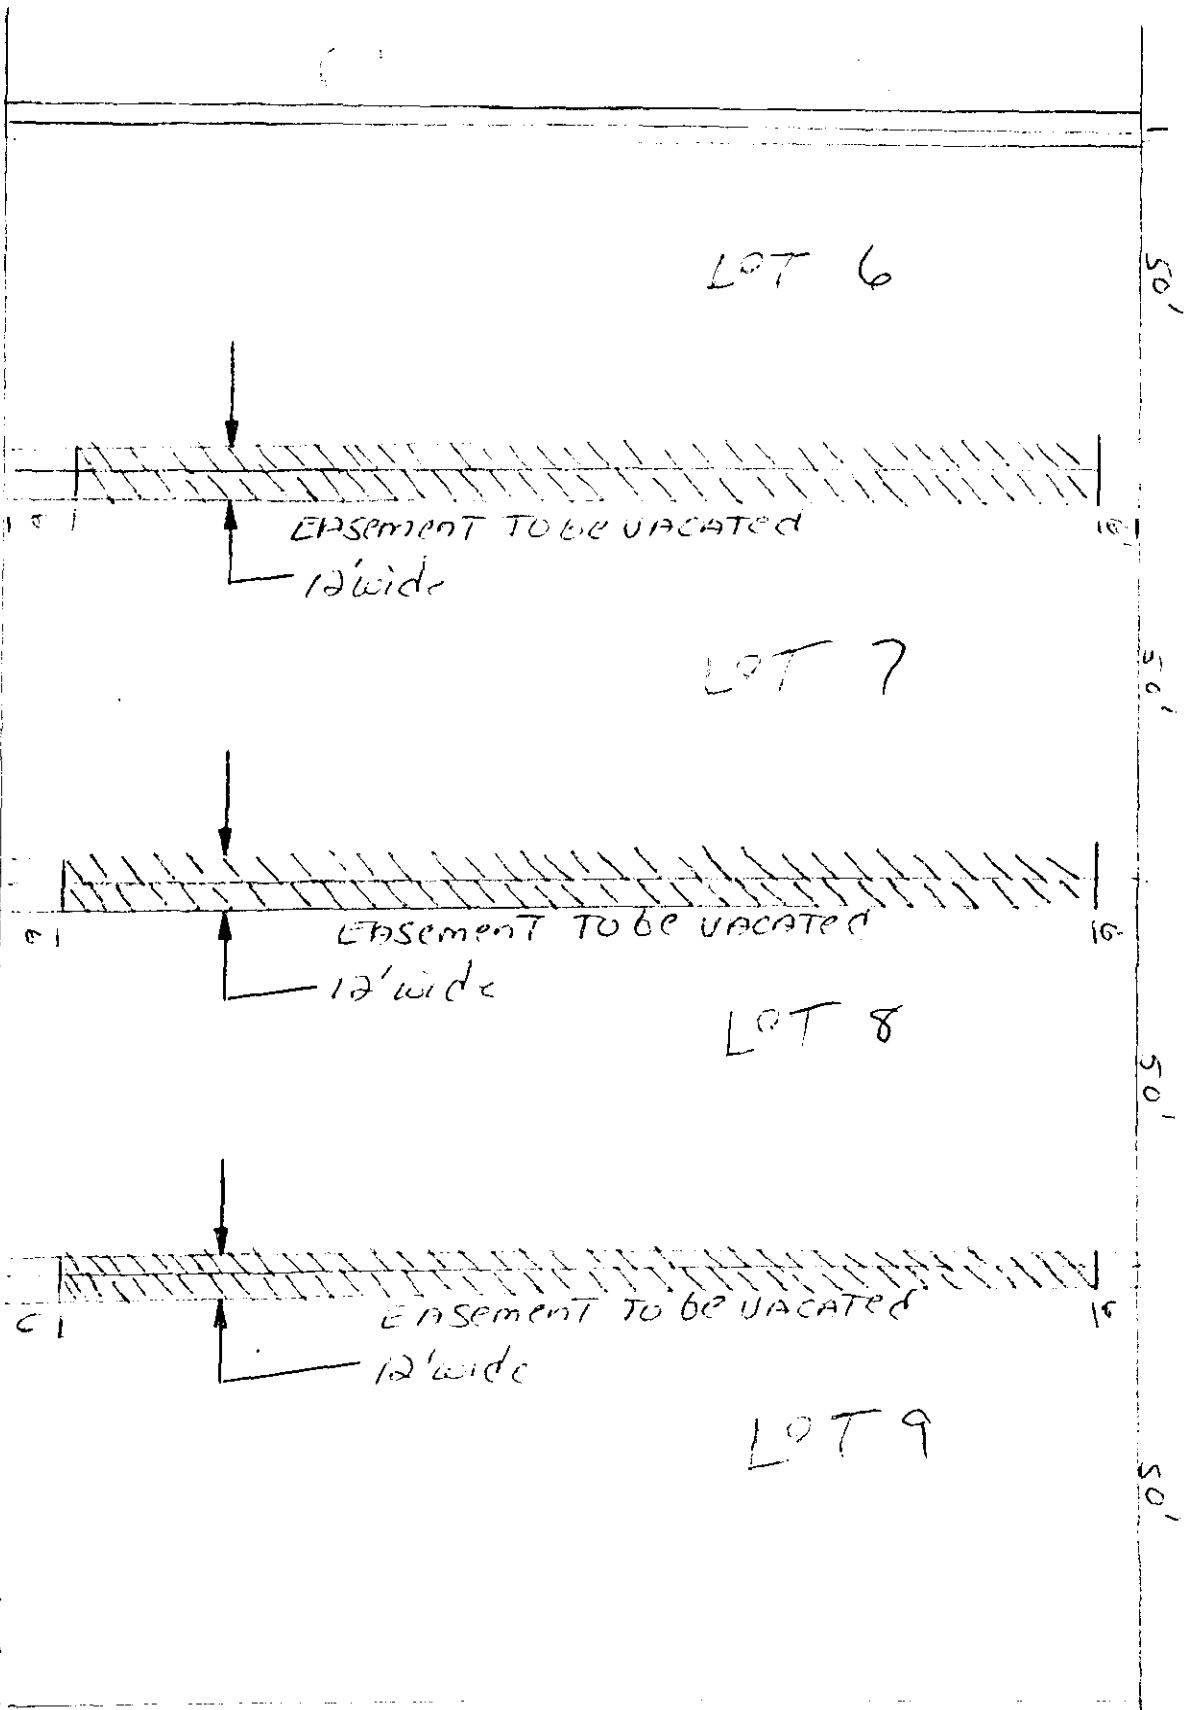 LOT 6
50'
EASEMENT TO be VACATED
12' wide
LOT 7
50'
EASEMENT TO be VACATED
12' wide
LOT 8
50'
EASEMENT TO be VACATED
12' wide
LOT 9
50'